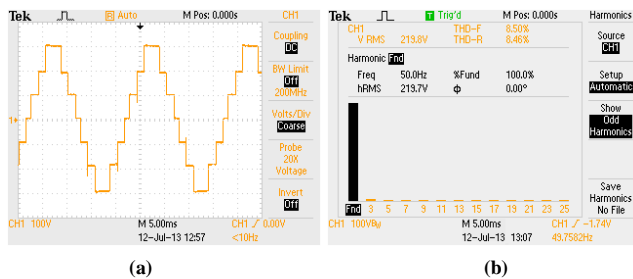 Tek R Auto M Pos: 0.000s CH1
Coupling
DC
BW Limit
Off
200MHz
1
Volts/Div
Coarse
Probe
20X
Voltage
Invert
Off
CH1 100V M 5.00ms CH1 0.00V
12-Jul-13 12:57 <10Hz
(a)
Tek T Trig'd M Pos: 0.000s Harmonics
CH1 THD-F 8.50%
V RMS 219.8V THD-R 8.46%
Source
CH1
Harmonic Fnd
Freq 50.0Hz %Fund 100.0%
hRMS 219.7V Φ 0.00°
Setup
Automatic
Show
Odd
Harmonics
Save
Harmonics
No File
Fnd 3 5 7 9 11 13 15 17 19 21 23 25
CH1 100V M 5.00ms CH1 -1.74V
12-Jul-13 13:07 49.7582Hz
(b)